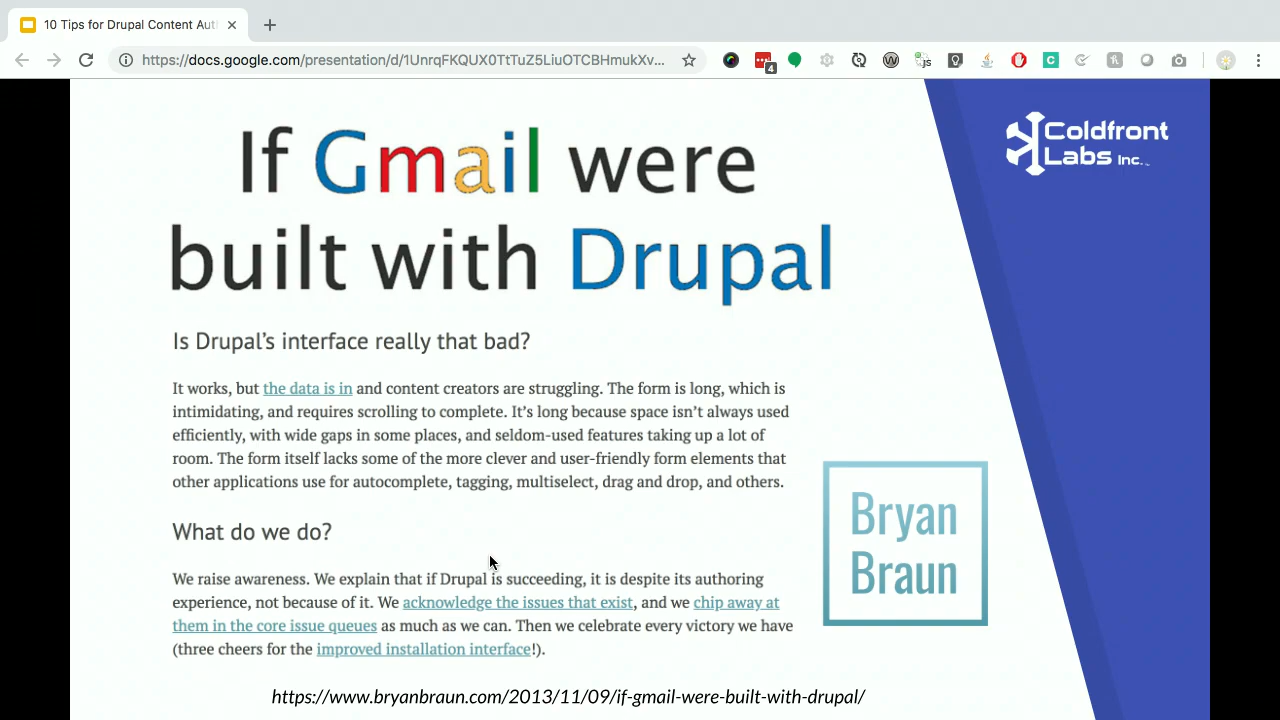 10 Tips for Drupal Content Aut
https://docs.google.com/presentation/d/1UnrqFKQUX0TtTuZ5LiuOTCBHmukXv...
4
js
Coldfront
Labs Inc.
If Gmail were
built with Drupal
Is Drupal’s interface really that bad?
It works, but the data is in and content creators are struggling. The form is long, which is
intimidating, and requires scrolling to complete. It’s long because space isn’t always used
efficiently, with wide gaps in some places, and seldom-used features taking up a lot of
room. The form itself lacks some of the more clever and user-friendly form elements that
other applications use for autocomplete, tagging, multiselect, drag and drop, and others.
What do we do?
We raise awareness. We explain that if Drupal is succeeding, it is despite its authoring
experience, not because of it. We acknowledge the issues that exist, and we chip away at
them in the core issue queues as much as we can. Then we celebrate every victory we have
(three cheers for the improved installation interface!).
Bryan
Braun
https://www.bryanbraun.com/2013/11/09/if-gmail-were-built-with-drupal/